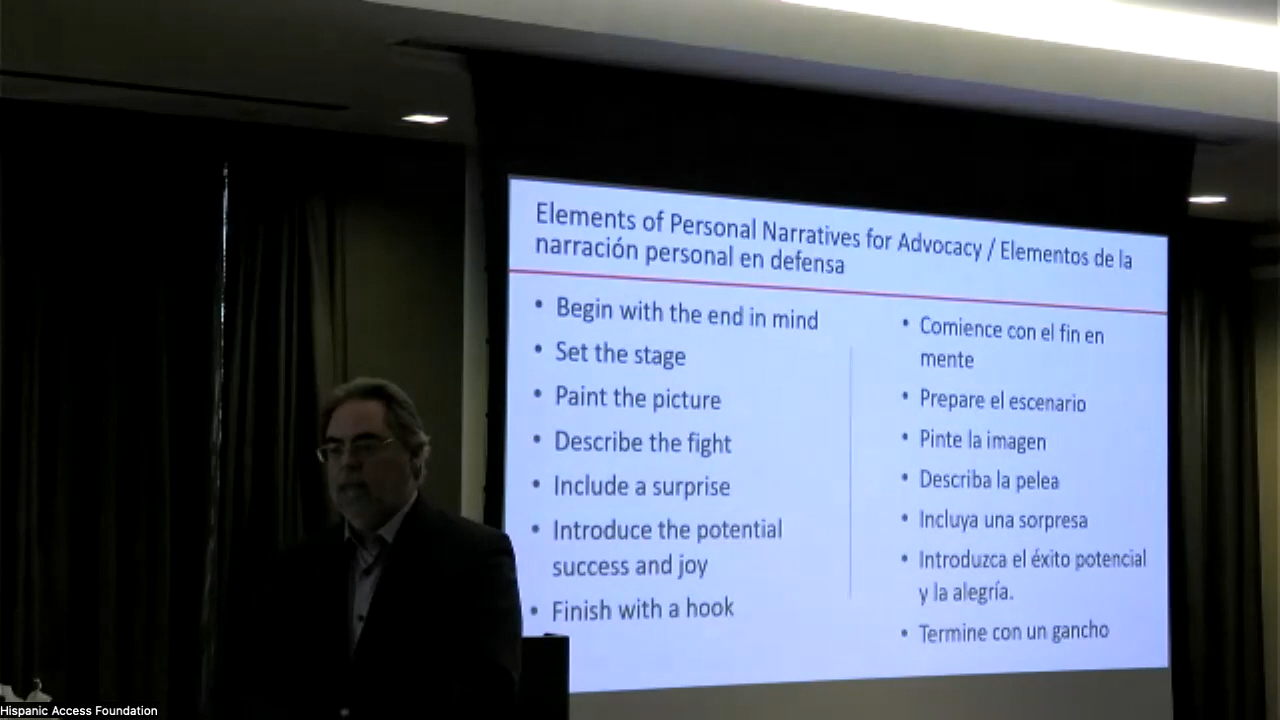 Elements of Personal Narratives for Advocacy / Elementos de la
narración personal en defensa
• Begin with the end in mind
• Set the stage
• Paint the picture
• Describe the fight
• Include a surprise
• Introduce the potential
success and joy
• Finish with a hook
• Comience con el fin en
mente
• Prepare el escenario
• Pinte la imagen
• Describa la pelea
• Incluya una sorpresa
• Introduzca el éxito potencial
y la alegría.
• Termine con un gancho
Hispanic Access Foundation